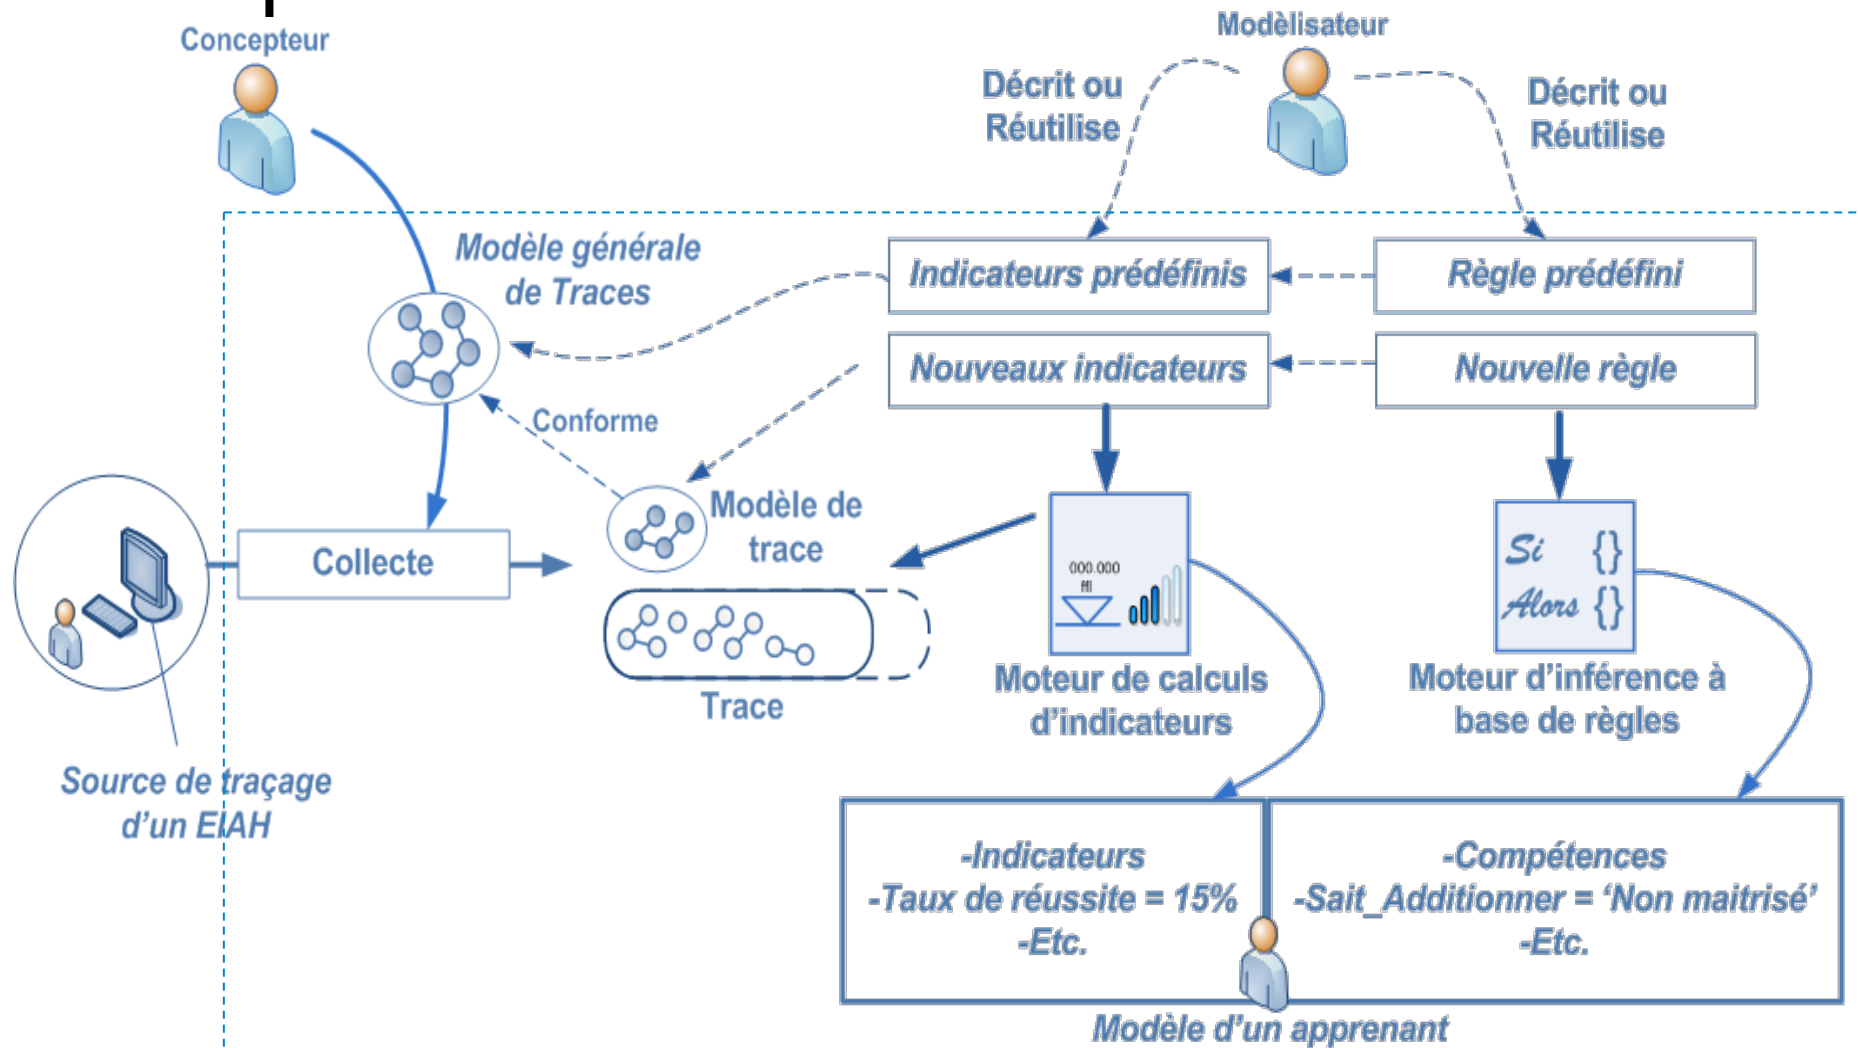 Concepteur
Modèlisateur
Décrit ou
Réutilise
Décrit ou
Réutilise
Modèle générale
de Traces
Indicateurs prédéfinis
Règle prédéfini
Nouveaux indicateurs
Nouvelle règle
Conforme
Modèle de
trace
Collecte
000.000
ffl
Si {}
Alors {}
Trace
Moteur de calculs
d'indicateurs
Moteur d'inférence à
base de règles
Source de traçage
d'un EIAH
-Indicateurs
-Taux de réussite = 15%
-Etc.
-Compétences
-Sait_Additionner = ‘Non maitrisé’
-Etc.
Modèle d'un apprenant